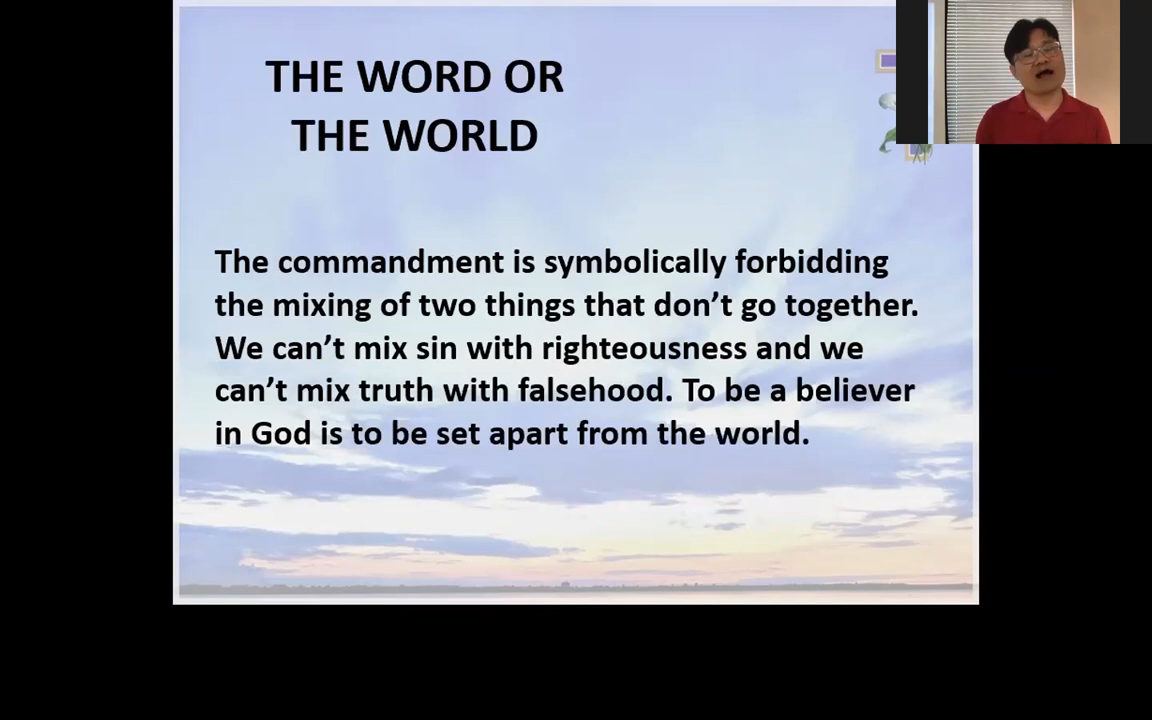 THE WORD OR
THE WORLD
The commandment is symbolically forbidding
the mixing of two things that don’t go together.
We can’t mix sin with righteousness and we
can’t mix truth with falsehood. To be a believer
in God is to be set apart from the world.